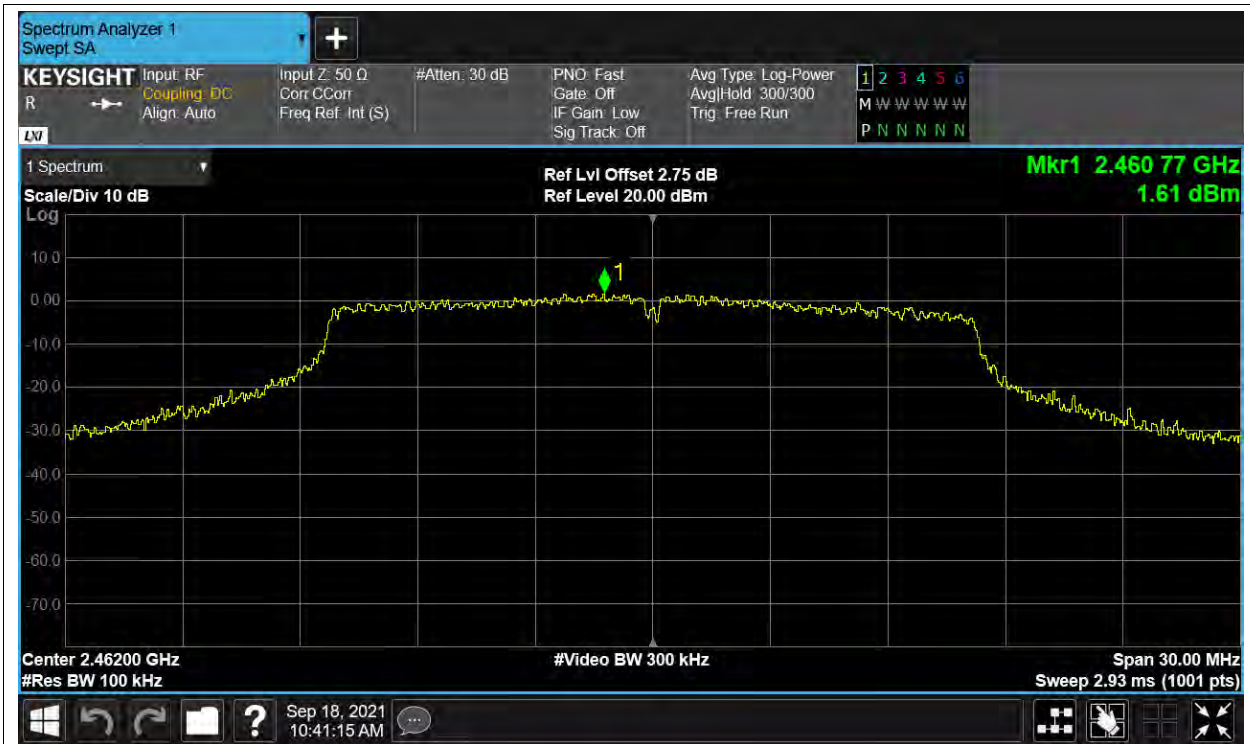 Spectrum Analyzer 1
Swept SA
KEYSIGHT
R
LXI
Input: RF
Coupling: DC
Align: Auto
Input Z: 50 Ω
Corr CCorr
Freq Ref: Int (S)
#Atten: 30 dB
PNO: Fast
Gate: Off
IF Gain: Low
Sig Track: Off
Avg Type: Log-Power
Avg|Hold: 300/300
Trig: Free Run
1 2 3 4 5 6
M W W W W W
P N N N N N
1 Spectrum
Scale/Div 10 dB
Log
Ref Lvl Offset 2.75 dB
Ref Level 20.00 dBm
Mkr1 2.460 77 GHz
1.61 dBm
1
10.0
0.00
-10.0
-20.0
-30.0
-40.0
-50.0
-60.0
-70.0
Center 2.46200 GHz
#Res BW 100 kHz
#Video BW 300 kHz
Span 30.00 MHz
Sweep 2.93 ms (1001 pts)
?
Sep 18, 2021
10:41:15 AM